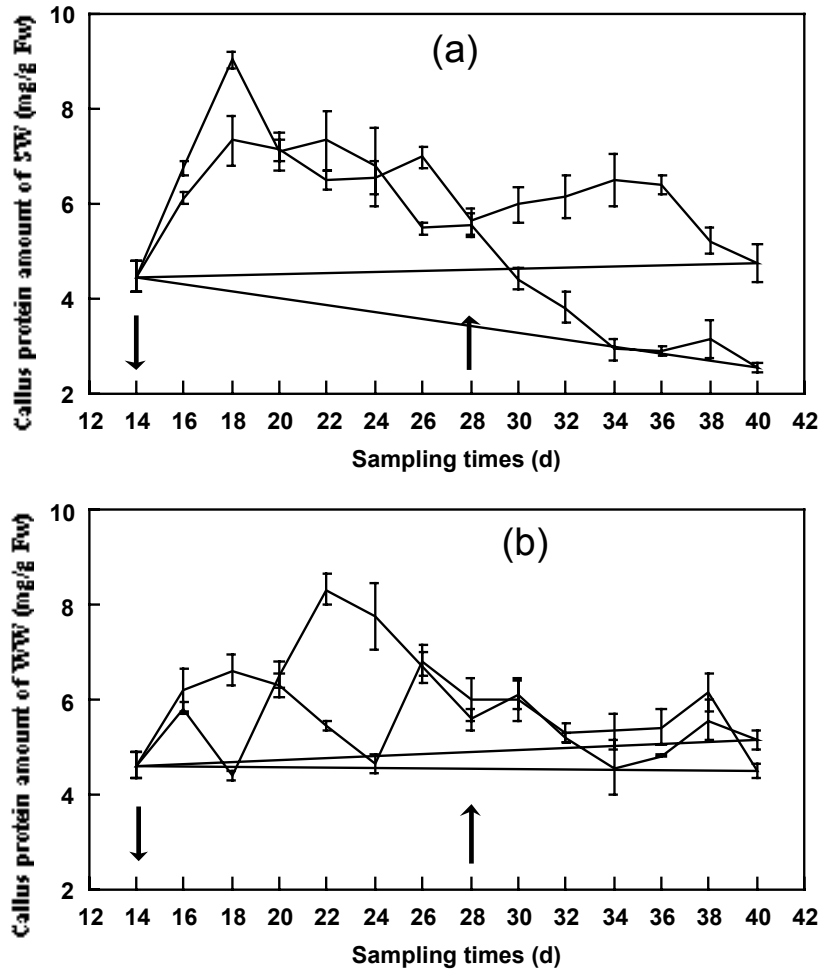 Callus protein amount of SW (mg/g Fw)
(a)
10
8
6
4
2
12 14 16 18 20 22 24 26 28 30 32 34 36 38 40 42
Sampling times (d)
Callus protein amount of WW (mg/g Fw)
(b)
10
8
6
4
2
12 14 16 18 20 22 24 26 28 30 32 34 36 38 40 42
Sampling times (d)